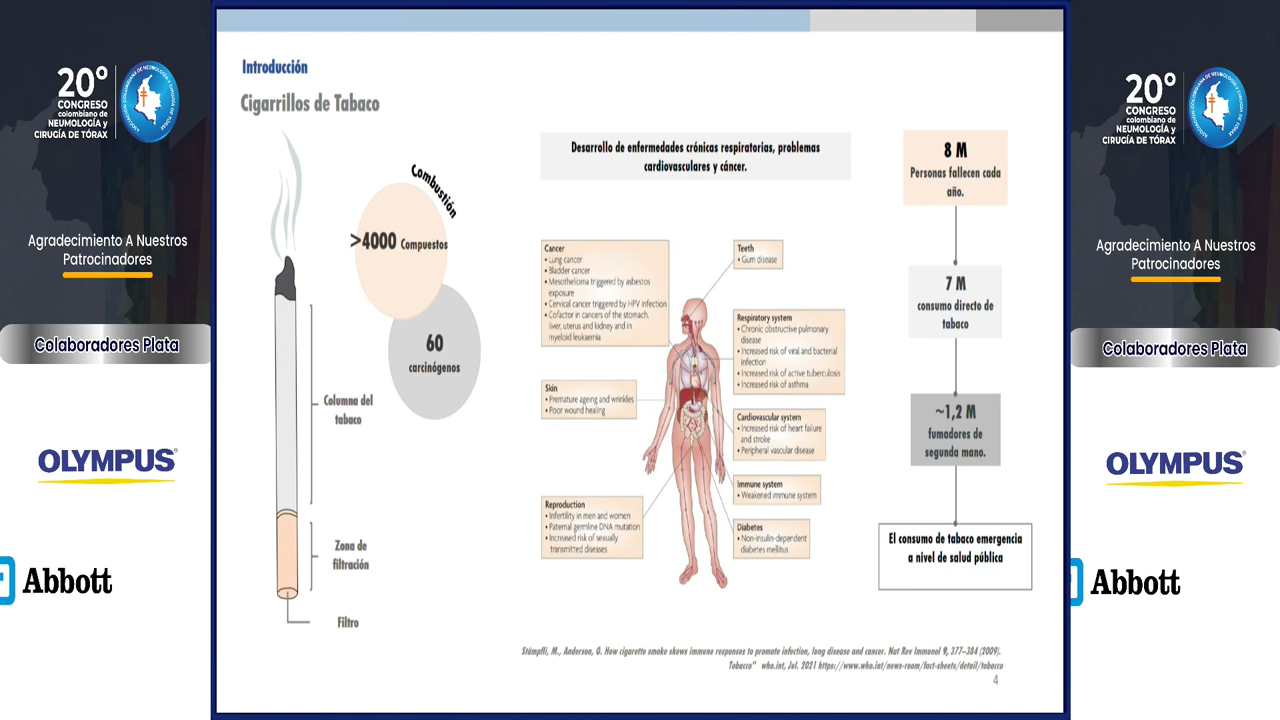 20°
CONGRESO
colombiano de
NEUMOLOGÍA y
CIRUGÍA DE TÓRAX
Agradecimiento A Nuestros
Patrocinadores
Colaboradores Plata
OLYMPUS
Abbott
Introducción
Cigarrillos de Tabaco
Combustión
>4000 Compuestos
60
carcinógenos
Columna del
tabaco
Zona de
filtración
Filtro
Desarrollo de enfermedades crónicas respiratorias, problemas
cardiovasculares y cáncer.
Cancer
• Lung cancer
• Bladder cancer
• Mesothelioma triggered by asbestos
exposure
• Cervical cancer triggered by HPV infection
• Cofactor in cancers of the stomach,
liver, uterus and kidney and in
myeloid leukaemia
Skin
• Premature ageing and wrinkles
• Poor wound healing
Reproduction
• Infertility in men and women
• Paternal germline DNA mutation
• Increased risk of sexually
transmitted diseases
Teeth
• Gum disease
Respiratory system
• Chronic obstructive pulmonary
disease
• Increased risk of viral and bacterial
infection
• Increased risk of active tuberculosis
• Increased risk of asthma
Cardiovascular system
• Increased risk of heart failure
and stroke
• Peripheral vascular disease
Immune system
• Weakened immune system
Diabetes
• Non-insulin-dependent
diabetes mellitus
8 M
Personas fallecen cada
año.
7 M
consumo directo de
tabaco
~1,2 M
fumadores de
segunda mano.
El consumo de tabaco emergencia
a nivel de salud pública
Stämpfli, M., Anderson, G. How cigarette smoke skews immune responses to promote infection, lung disease and cancer. Nat Rev Immunol 9, 377–384 (2009).
Tobacco" who.int, Jul. 2021 https://www.who.int/news-room/fact-sheets/detail/tobacco
4
20°
CONGRESO
colombiano de
NEUMOLOGÍA y
CIRUGÍA DE TÓRAX
Agradecimiento A Nuestros
Patrocinadores
Colaboradores Plata
OLYMPUS
Abbott